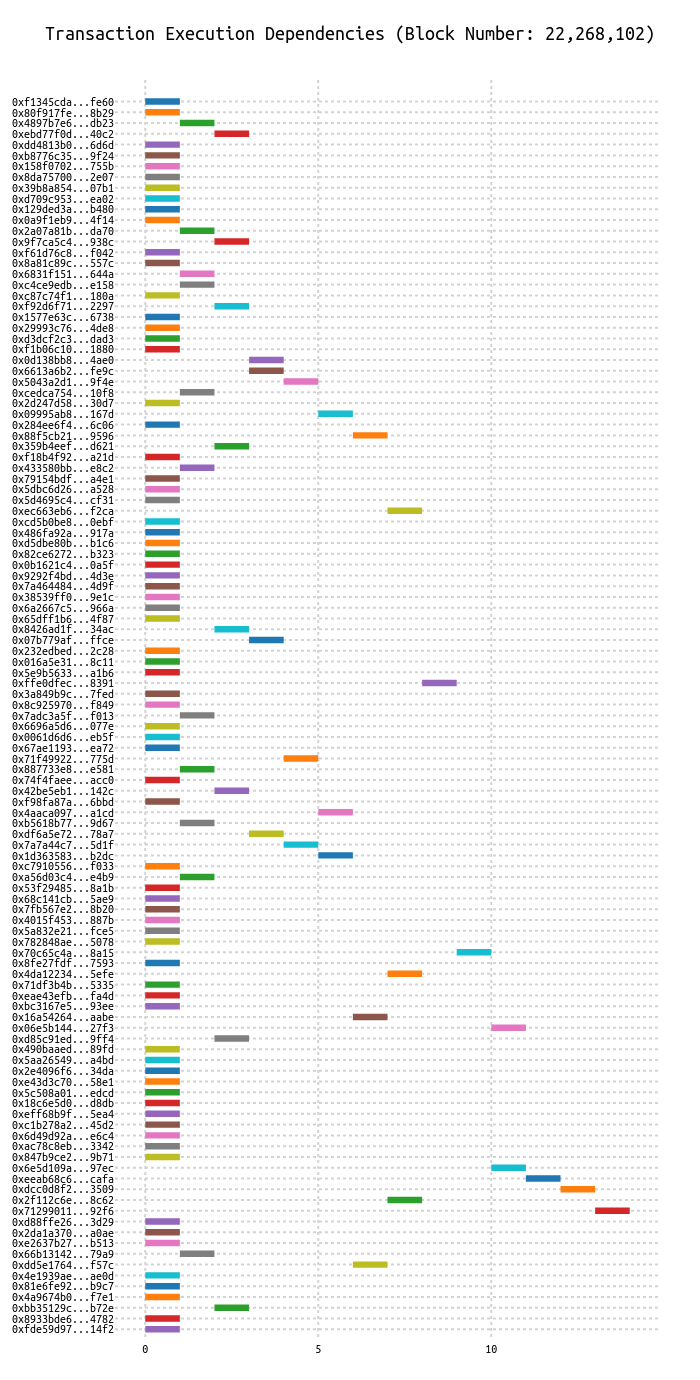 Transaction Execution Dependencies (Block Number: 22,268,102)
0xf1345cda...fe60
0x80f917fe...8b29
0x4897b7e6...db23
0xebd77f0d...40c2
0xdd4813b0...6d6d
0xb8776c35...9f24
0x158f0702...755b
0x8da75700...2e07
0x39b8a854...07b1
0xd709c953...ea02
0x129ded3a...b480
0x0a9f1eb9...4f14
0x2a07a81b...da70
0x9f7ca5c4...938c
0xf61d76c8...f042
0x8a81c89c...557c
0x6831f151...644a
0xc4ce9edb...e158
0xc87c74f1...180a
0xf92d6f71...2297
0x1577e63c...6738
0x29993c76...4de8
0xd3dcf2c3...dad3
0xf1b06c10...1880
0x0d138bb8...4ae0
0x6613a6b2...fe9c
0x5043a2d1...9f4e
0xcedca754...10f8
0x2d247d58...30d7
0x09995ab8...167d
0x284ee6f4...6c06
0x88f5cb21...9596
0x359b4eef...d621
0xf18b4f92...a21d
0x433580bb...e8c2
0x79154bdf...a4e1
0x5dbc6d26...a528
0x5d4695c4...cf31
0xec663eb6...f2ca
0xcd5b0be8...0ebf
0x486fa92a...917a
0xd5dbe80b...b1c6
0x82ce6272...b323
0x0b1621c4...0a5f
0x9292f4bd...4d3e
0x7a464484...4d9f
0x38539ff0...9e1c
0x6a2667c5...966a
0x65dff1b6...4f87
0x8426ad1f...34ac
0x07b779af...ffce
0x232edbed...2c28
0x016a5e31...8c11
0x5e9b5633...a1b6
0xffe0dfec...8391
0x3a849b9c...7fed
0x8c925970...f849
0x7adc3a5f...f013
0x6696a5d6...077e
0x0061d6d6...eb5f
0x67ae1193...ea72
0x71f49922...775d
0x887733e8...e581
0x74f4faee...acc0
0x42be5eb1...142c
0xf98fa87a...6bbd
0x4aaca097...a1cd
0xb5618b77...9d67
0xdf6a5e72...78a7
0x7a7a44c7...5d1f
0x1d363583...b2dc
0xc7910556...f033
0xa56d03c4...e4b9
0x53f29485...8a1b
0x68c141cb...5ae9
0x7fb567e2...8b20
0x4015f453...887b
0x5a832e21...fce5
0x782848ae...5078
0x70c65c4a...8a15
0x8fe27fdf...7593
0x4da12234...5efe
0x71df3b4b...5335
0xeae43efb...fa4d
0xbc3167e5...93ee
0x16a54264...aabe
0x06e5b144...27f3
0xd85c91ed...9ff4
0x490baaed...89fd
0x5aa26549...a4bd
0x2e4096f6...34da
0xe43d3c70...58e1
0x5c508a01...edcd
0x18c6e5d0...d8db
0xeff68b9f...5ea4
0xc1b278a2...45d2
0x6d49d92a...e6c4
0xac78c8eb...3342
0x847b9ce2...9b71
0x6e5d109a...97ec
0xeeab68c6...cafa
0xdcc0d8f2...3509
0x2f112c6e...8c62
0x71299011...92f6
0xd88ffe26...3d29
0x2da1a370...a0ae
0xe2637b27...b513
0x66b13142...79a9
0xdd5e1764...f57c
0x4e1939ae...ae0d
0x81e6fe92...b9c7
0x4a9674b0...f7e1
0xbb35129c...b72e
0x8933bde6...4782
0xfde59d97...14f2
0 5 10